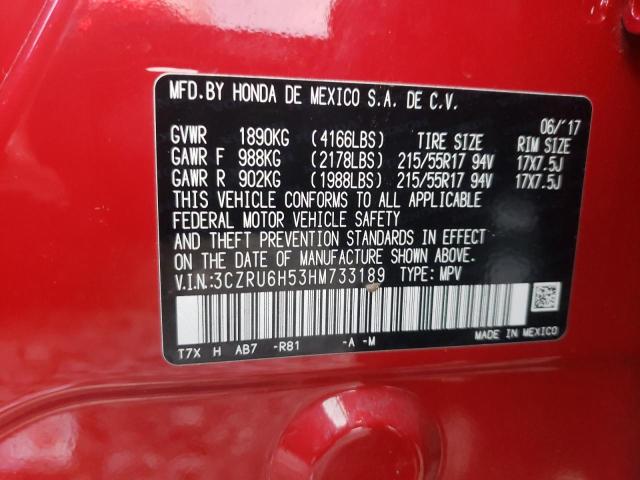 MFD.BY HONDA DE MEXICO S.A. DE C.V.
06/'17
GVWR 1890KG (4166LBS) TIRE SIZE RIM SIZE
GAWR F 988KG (2178LBS) 215/55R17 94V 17X7.5J
GAWR R 902KG (1988LBS) 215/55R17 94V 17X7.5J
THIS VEHICLE CONFORMS TO ALL APPLICABLE
FEDERAL MOTOR VEHICLE SAFETY
AND THEFT PREVENTION STANDARDS IN EFFECT
ON THE DATE OF MANUFACTURE SHOWN ABOVE.
V.I.N.:3CZRU6H53HM733189 TYPE: MPV
T7X H AB7 -R81 -A -M
MADE IN MEXICO